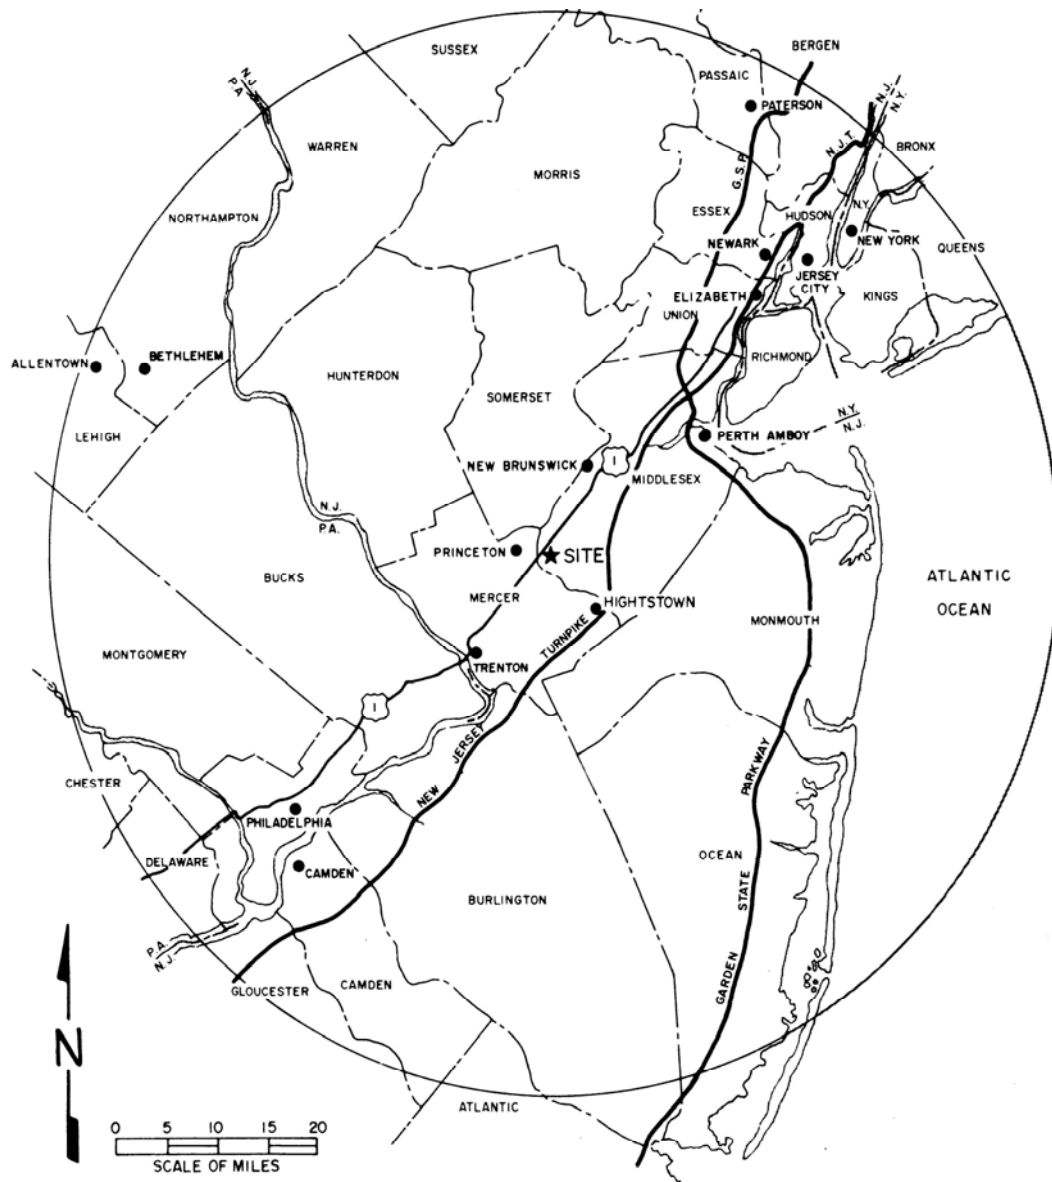 SUSSEX
BERGEN
PASSAIC
PATERSON
N.J.
P.A.
N.J.
N.Y.
WARREN
N.J.T.
BRONX
MORRIS
G.S.P.
NORTHAMPTON
ESSEX
HUDSON
N.Y.
NEW YORK
NEWARK
QUEENS
JERSEY
CITY
ELIZABETH
KINGS
UNION
ALLENTOWN
BETHLEHEM
HUNTERDON
RICHMOND
SOMERSET
N.Y.
N.J.
LEHIGH
PERTH AMBOY
NEW BRUNSWICK
1
MIDDLESEX
N.J.
P.A.
PRINCETON
SITE
BUCKS
ATLANTIC
OCEAN
MERCER
HIGHTSTOWN
MONMOUTH
MONTGOMERY
TRENTON
NEW JERSEY TURNPIKE
1
CHESTER
GARDEN STATE PARKWAY
PHILADELPHIA
DELAWARE
OCEAN
CAMDEN
BURLINGTON
P.A.
N.J.
GLOUCESTER
CAMDEN
N
ATLANTIC
0 5 10 15 20
SCALE OF MILES